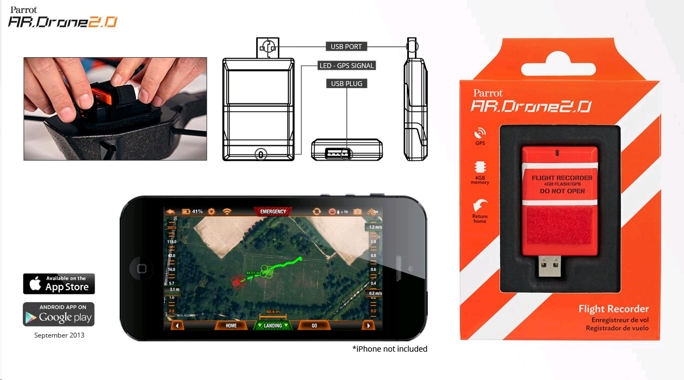 Parrot
AR.Drone2.0
USB PORT
LED - GPS SIGNAL
USB PLUG
41%
EMERGENCY
HOME
LANDING
GO
Available on the
App Store
ANDROID APP ON
Google play
September 2013
*iPhone not included
Parrot
AR.Drone2.0
GPS
4GB
memory
Return
home
FLIGHT RECORDER
4GB FLASH/GPS
DO NOT OPEN
Flight Recorder
Enregistreur de vol
Registrador de vuelo